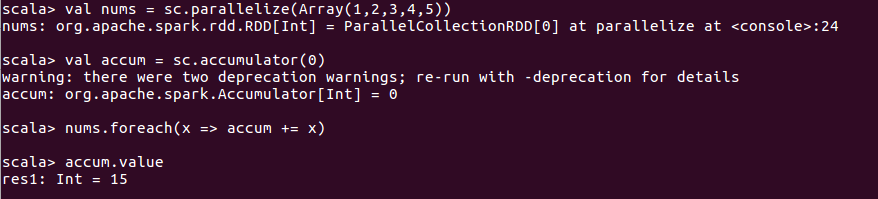 scala> val nums = sc.parallelize(Array(1,2,3,4,5))
nums: org.apache.spark.rdd.RDD[Int] = ParallelCollectionRDD[0] at parallelize at <console>:24
scala> val accum = sc.accumulator(0)
warning: there were two deprecation warnings; re-run with -deprecation for details
accum: org.apache.spark.Accumulator[Int] = 0
scala> nums.foreach(x => accum += x)
scala> accum.value
res1: Int = 15